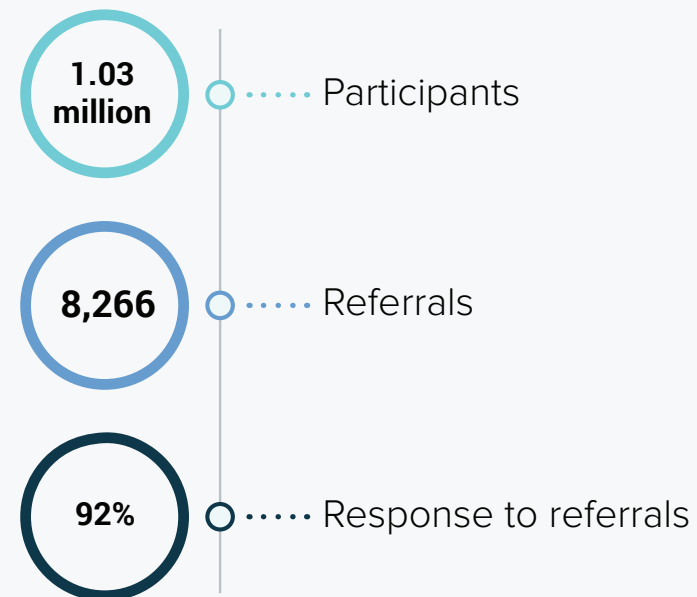 1.03
million
Participants
8,266
Referrals
92%
Response to referrals